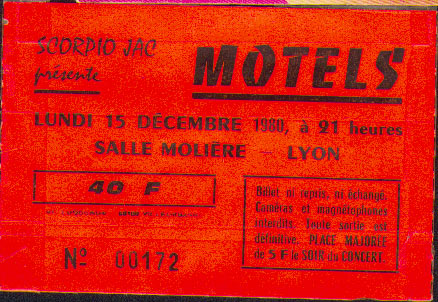 SCORPIO JAC
présente
MOTELS
LUNDI 15 DECEMBRE 1980, à 21 heures
SALLE MOLIÈRE - LYON
40 F
Billet ni repris, ni échangé.
Caméras et magnétophones
interdits. Toute sortie est
définitive. PLACE MAJORÉE
de 5 F le SOIR du CONCERT.
N° 00172